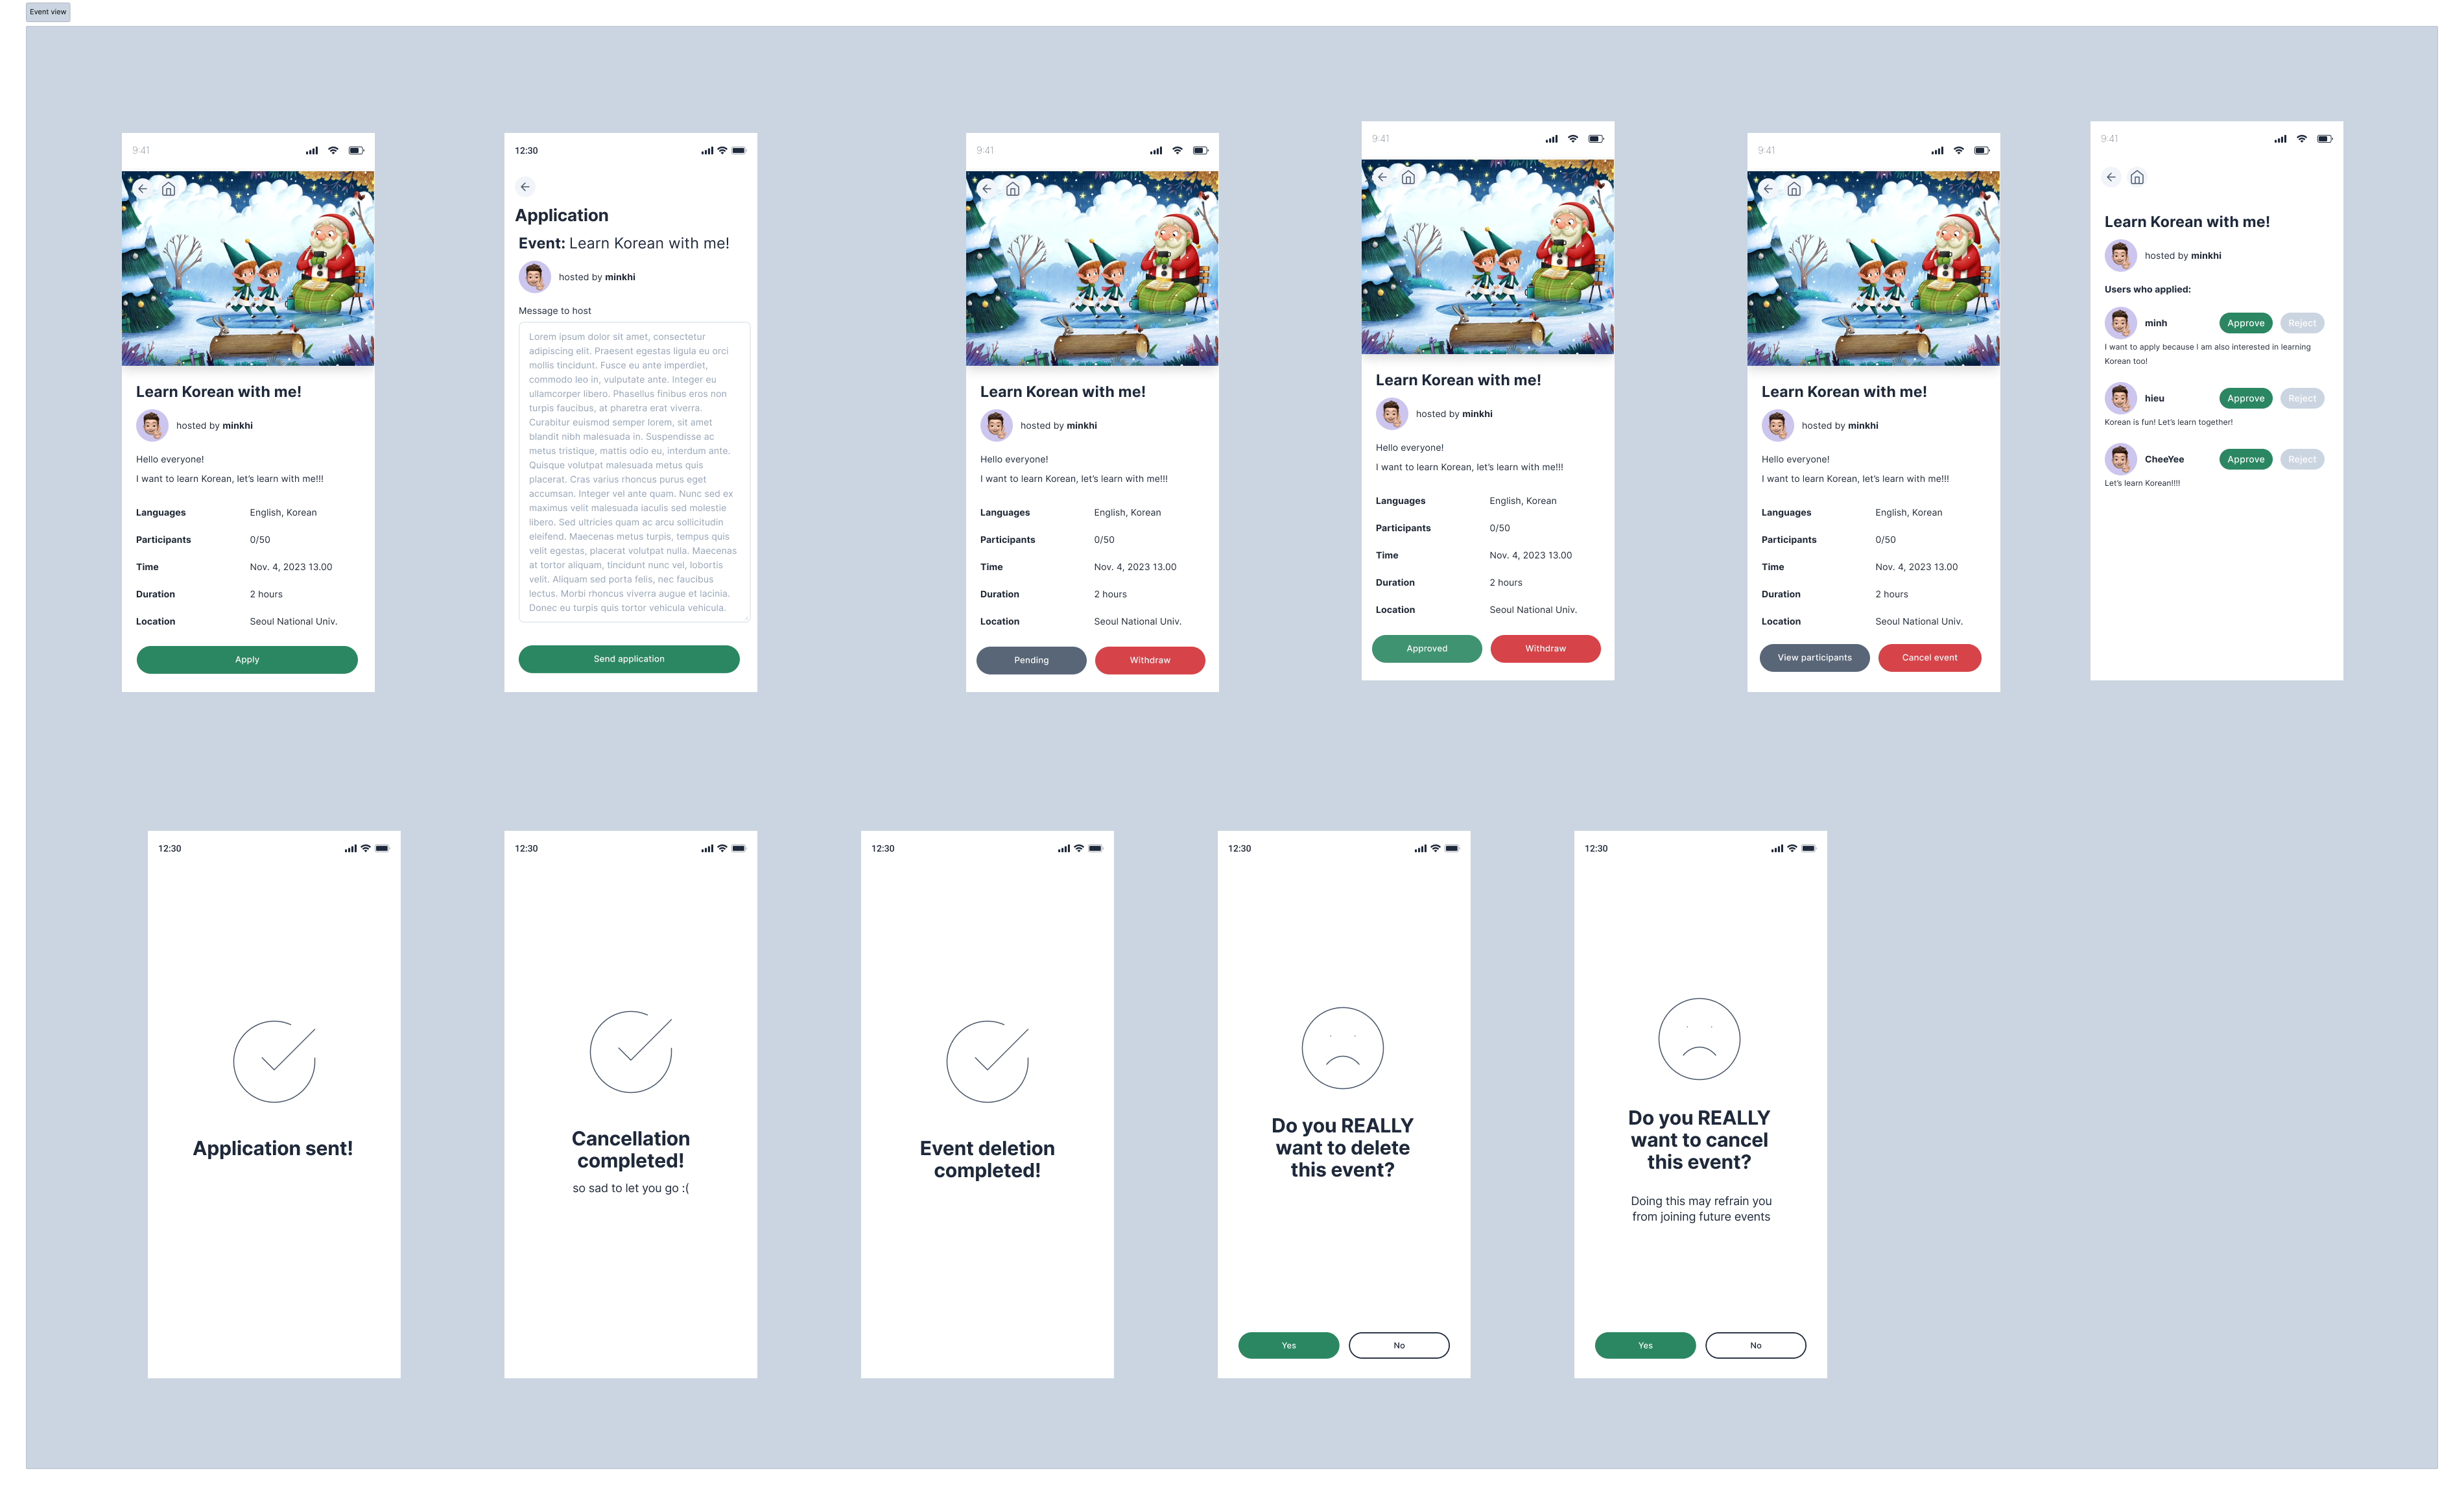 Event view
9:41
Learn Korean with me!
hosted by minkhi
Hello everyone!
I want to learn Korean, let's learn with me!!!
Languages English, Korean
Participants 0/50
Time Nov. 4, 2023 13.00
Duration 2 hours
Location Seoul National Univ.
Apply
12:30
Application
Event: Learn Korean with me!
hosted by minkhi
Message to host
Lorem ipsum dolor sit amet, consectetur
adipiscing elit. Praesent egestas ligula eu orci
mollis tincidunt. Fusce eu ante imperdiet,
commodo leo in, vulputate ante. Integer eu
ullamcorper libero. Phasellus finibus eros non
turpis faucibus, at pharetra erat viverra.
Curabitur euismod semper lorem, sit amet
blandit nibh malesuada in. Suspendisse ac
metus tristique, mattis odio eu, interdum ante.
Quisque volutpat malesuada metus quis
placerat. Cras varius rhoncus purus eget
accumsan. Integer vel ante quam. Nunc sed ex
maximus velit malesuada iaculis sed molestie
libero. Sed ultricies quam ac arcu sollicitudin
eleifend. Maecenas metus turpis, tempus quis
velit egestas, placerat volutpat nulla. Maecenas
at tortor aliquam, tincidunt nunc vel, lobortis
velit. Aliquam sed porta felis, nec faucibus
lectus. Morbi rhoncus viverra augue et lacinia.
Donec eu turpis quis tortor vehicula vehicula.
Send application
9:41
Learn Korean with me!
hosted by minkhi
Hello everyone!
I want to learn Korean, let's learn with me!!!
Languages English, Korean
Participants 0/50
Time Nov. 4, 2023 13.00
Duration 2 hours
Location Seoul National Univ.
Pending Withdraw
9:41
Learn Korean with me!
hosted by minkhi
Hello everyone!
I want to learn Korean, let's learn with me!!!
Languages English, Korean
Participants 0/50
Time Nov. 4, 2023 13.00
Duration 2 hours
Location Seoul National Univ.
Approved Withdraw
9:41
Learn Korean with me!
hosted by minkhi
Hello everyone!
I want to learn Korean, let's learn with me!!!
Languages English, Korean
Participants 0/50
Time Nov. 4, 2023 13.00
Duration 2 hours
Location Seoul National Univ.
View participants Cancel event
9:41
Learn Korean with me!
hosted by minkhi
Users who applied:
minh Approve Reject
I want to apply because I am also interested in learning
Korean too!
hieu Approve Reject
Korean is fun! Let's learn together!
CheeYee Approve Reject
Let's learn Korean!!!!
12:30
Application sent!
12:30
Cancellation
completed!
so sad to let you go :(
12:30
Event deletion
completed!
12:30
Do you REALLY
want to delete
this event?
Yes No
12:30
Do you REALLY
want to cancel
this event?
Doing this may refrain you
from joining future events
Yes No